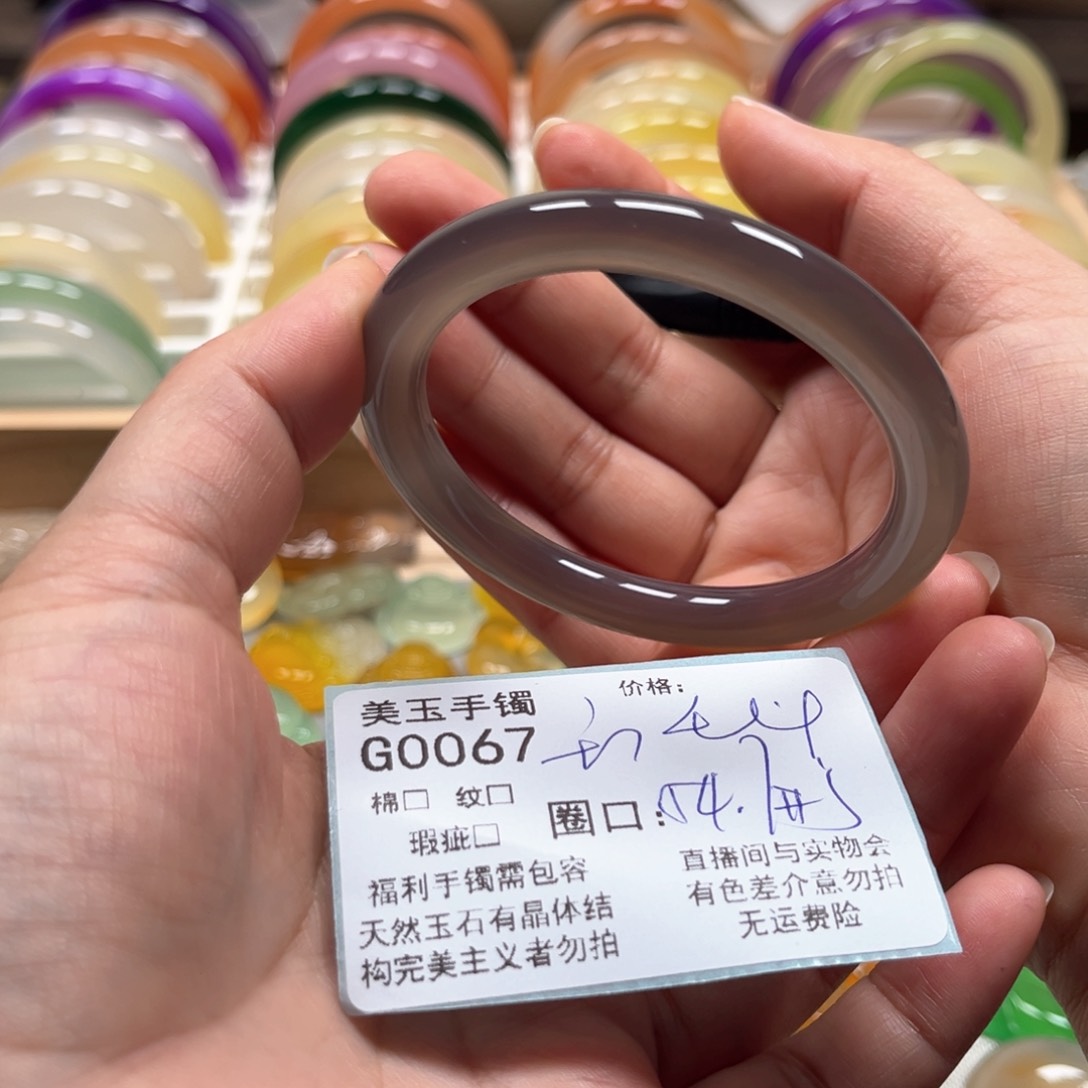 美玉手镯
价格：
G0067
棉□ 纹□
瑕疵□
圈口：54.
福利手镯需包容
天然玉石有晶体结
构完美主义者勿拍
直播间与实物会
有色差介意勿拍
无运费险